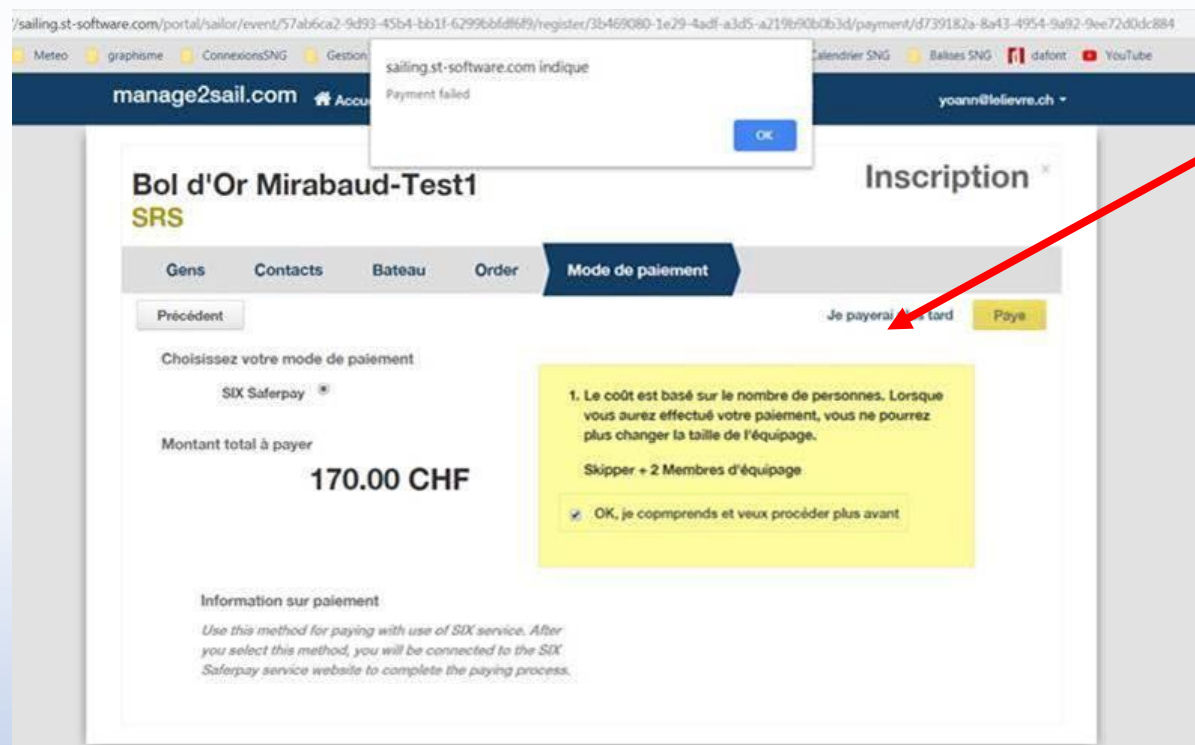 /sailing.st-software.com/portal/sailor/event/57ab6ca2-9d93-45b4-bb1f-6299bbfdf6f9/register/3b469080-1e29-4adf-a3d5-a219b90b0b3d/payment/d739182a-8a43-4954-9a92-9ee72d0dc884
Meteo graphisme ConnexionsSNG Gestion Calendrier SNG Balises SNG dafont YouTube
sailing.st-software.com indique
Payment failed
OK
manage2sail.com Accu yoann@lelievre.ch
Bol d'Or Mirabaud-Test1
SRS
Inscription ×
Gens Contacts Bateau Order Mode de paiement
Précédent
Je payerai tard Paye
Choisissez votre mode de paiement
SIX Saferpay
Montant total à payer
170.00 CHF
1. Le coût est basé sur le nombre de personnes. Lorsque
vous aurez effectué votre paiement, vous ne pourrez
plus changer la taille de l'équipage.
Skipper + 2 Membres d'équipage
OK, je copmprends et veux procéder plus avant
Information sur paiement
Use this method for paying with use of SIX service. After
you select this method, you will be connected to the SIX
Saferpay service website to complete the paying process.